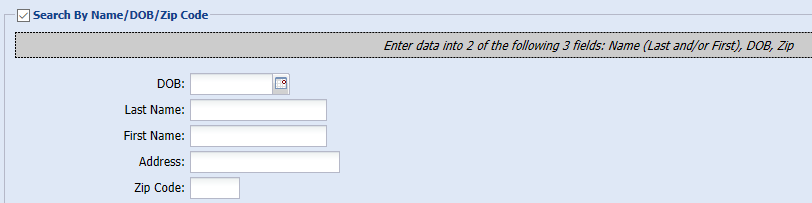 Search By Name/DOB/Zip Code
Enter data into 2 of the following 3 fields: Name (Last and/or First), DOB, Zip
DOB:
Last Name:
First Name:
Address:
Zip Code: